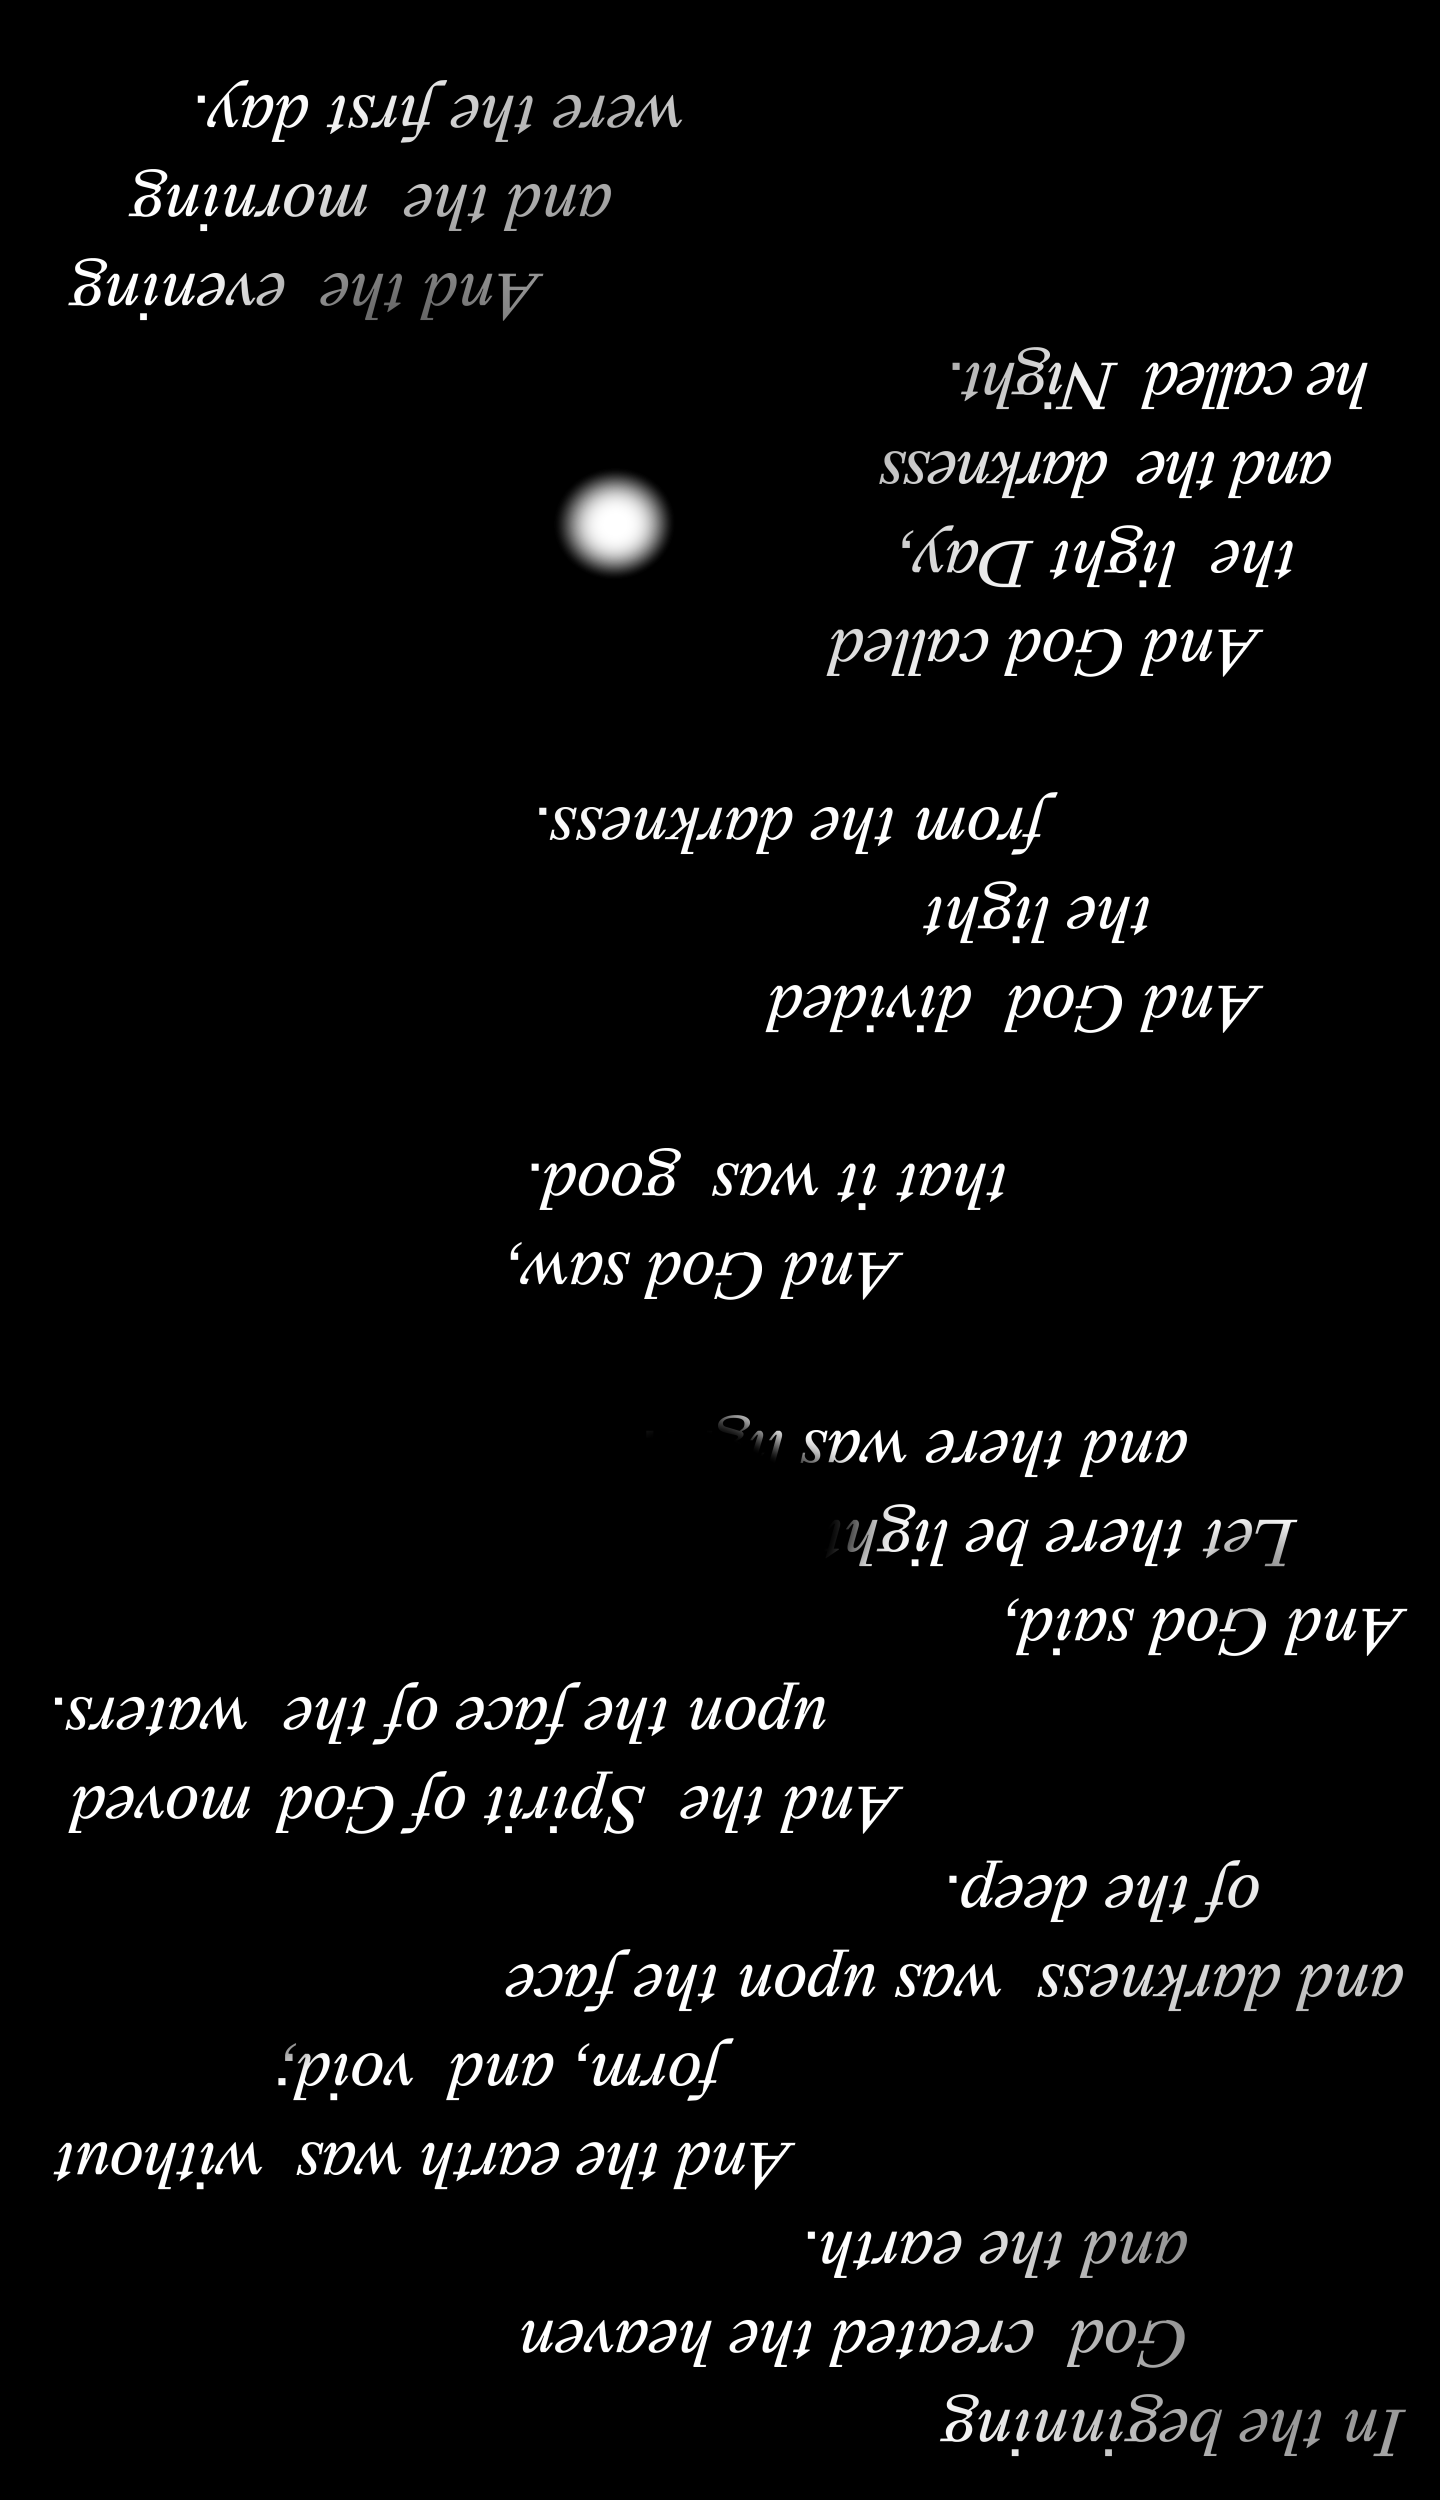 In the beginning
God created the heaven
and the earth.
And the earth was without
form, and void;
and darkness was upon the face
of the deep.
And the Spirit of God moved
upon the face of the waters.
And God said,
Let there be light
and there was
And God saw,
that it was good.
And God divided
the light
from the darkness.
And God called
the light Day,
and the darkness
he called Night.
And the evening
and the morning
were the first day.